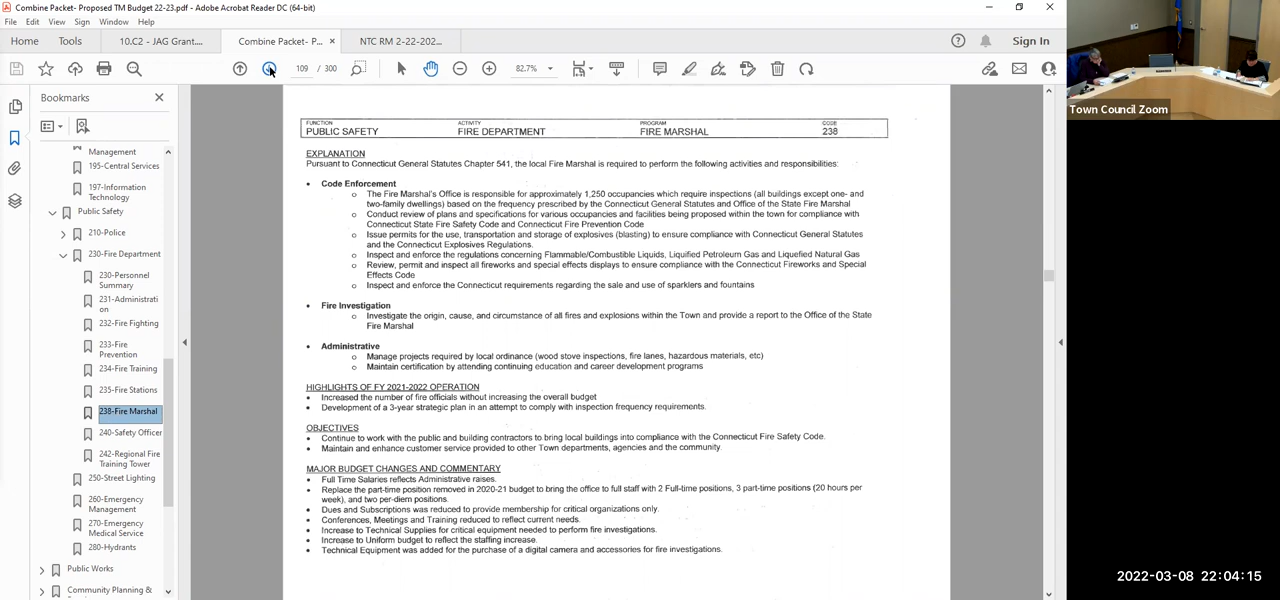 Combine Packet- Proposed TM Budget 22-23.pdf - Adobe Acrobat Reader DC (64-bit)
File Edit View Sign Window Help
Home Tools 10.C2 - JAG Grant.... Combine Packet- P... × NTC RM 2-22-202... Sign In
109 / 300 82.7%
Bookmarks
Management
195-Central Services
197-Information
Technology
Public Safety
210-Police
230-Fire Department
230-Personnel
Summary
231-Administrati
on
232-Fire Fighting
233-Fire
Prevention
234-Fire Training
235-Fire Stations
238-Fire Marshal
240-Safety Officer
242-Regional Fire
Training Tower
250-Street Lighting
260-Emergency
Management
270-Emergency
Medical Service
280-Hydrants
Public Works
Community Planning &
FUNCTION ACTIVITY PROGRAM CODE
PUBLIC SAFETY FIRE DEPARTMENT FIRE MARSHAL 238
EXPLANATION
Pursuant to Connecticut General Statutes Chapter 541, the local Fire Marshal is required to perform the following activities and responsibilities:
• Code Enforcement
o The Fire Marshal's Office is responsible for approximately 1,250 occupancies which require inspections (all buildings except one- and
two-family dwellings) based on the frequency prescribed by the Connecticut General Statutes and Office of the State Fire Marshal
o Conduct review of plans and specifications for various occupancies and facilities being proposed within the town for compliance with
Connecticut State Fire Safety Code and Connecticut Fire Prevention Code
o Issue permits for the use, transportation and storage of explosives (blasting) to ensure compliance with Connecticut General Statutes
and the Connecticut Explosives Regulations.
o Inspect and enforce the regulations concerning Flammable/Combustible Liquids, Liquified Petroleum Gas and Liquefied Natural Gas
o Review, permit and inspect all fireworks and special effects displays to ensure compliance with the Connecticut Fireworks and Special
Effects Code
o Inspect and enforce the Connecticut requirements regarding the sale and use of sparklers and fountains
• Fire Investigation
o Investigate the origin, cause, and circumstance of all fires and explosions within the Town and provide a report to the Office of the State
Fire Marshal
• Administrative
o Manage projects required by local ordinance (wood stove inspections, fire lanes, hazardous materials, etc)
o Maintain certification by attending continuing education and career development programs
HIGHLIGHTS OF FY 2021-2022 OPERATION
• Increased the number of fire officials without increasing the overall budget
• Development of a 3-year strategic plan in an attempt to comply with inspection frequency requirements.
OBJECTIVES
• Continue to work with the public and building contractors to bring local buildings into compliance with the Connecticut Fire Safety Code.
• Maintain and enhance customer service provided to other Town departments, agencies and the community.
MAJOR BUDGET CHANGES AND COMMENTARY
• Full Time Salaries reflects Administrative raises.
• Replace the part-time position removed in 2020-21 budget to bring the office to full staff with 2 Full-time positions, 3 part-time positions (20 hours per
week), and two per-diem positions.
• Dues and Subscriptions was reduced to provide membership for critical organizations only.
• Conferences, Meetings and Training reduced to reflect current needs.
• Increase to Technical Supplies for critical equipment needed to perform fire investigations.
• Increase to Uniform budget to reflect the staffing increase.
• Technical Equipment was added for the purchase of a digital camera and accessories for fire investigations.
Town Council Zoom
2022-03-08 22:04:15